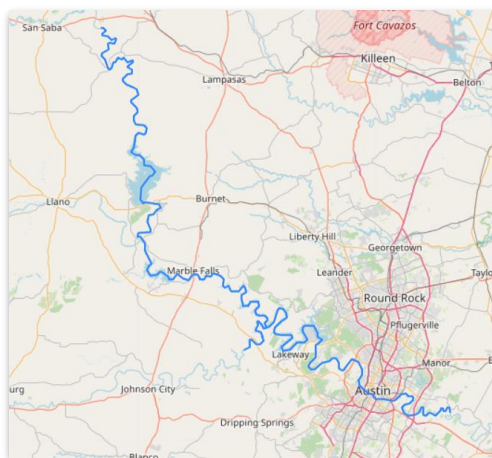 Fort Cavazos
San Saba
Killeen
Lampasas
Belton
Llano
Burnet
Liberty Hill
Georgetown
Marble Falls
Leander
Taylo
Round Rock
Pflugerville
Lakeway
Manor
E
urg
Johnson City
Austin
Dripping Springs
Blanco